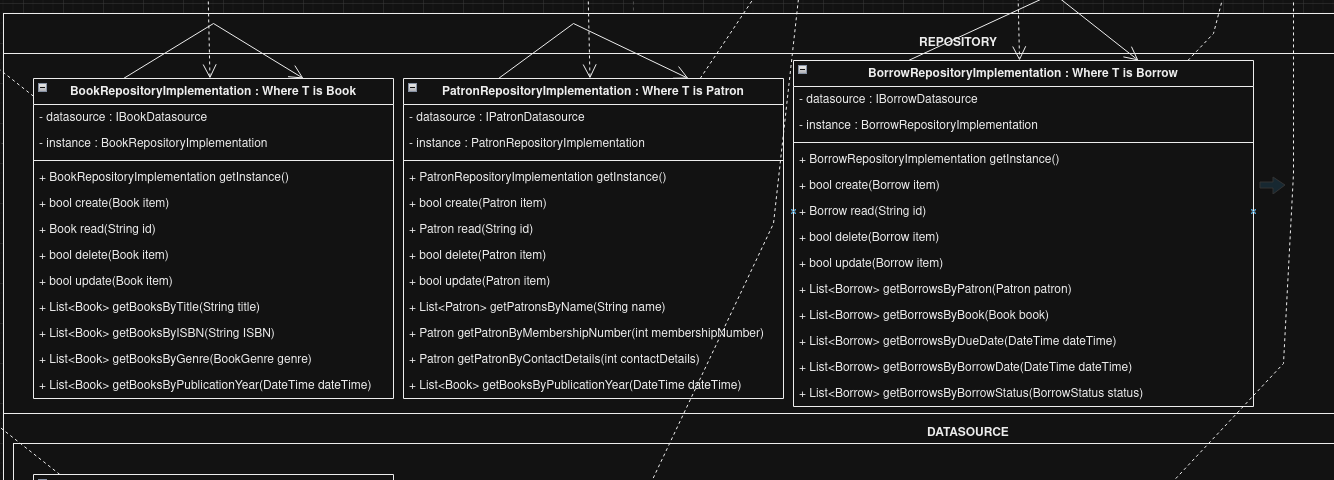 REPOSITORY
BookRepositoryImplementation : Where T is Book
- datasource : IBookDatasource
- instance : BookRepositoryImplementation
+ BookRepositoryImplementation getInstance()
+ bool create(Book item)
+ Book read(String id)
+ bool delete(Book item)
+ bool update(Book item)
+ List<Book> getBooksByTitle(String title)
+ List<Book> getBooksByISBN(String ISBN)
+ List<Book> getBooksByGenre(BookGenre genre)
+ List<Book> getBooksByPublicationYear(DateTime dateTime)
PatronRepositoryImplementation : Where T is Patron
- datasource : IPatronDatasource
- instance : PatronRepositoryImplementation
+ PatronRepositoryImplementation getInstance()
+ bool create(Patron item)
+ Patron read(String id)
+ bool delete(Patron item)
+ bool update(Patron item)
+ List<Patron> getPatronsByName(String name)
+ Patron getPatronByMembershipNumber(int membershipNumber)
+ Patron getPatronByContactDetails(int contactDetails)
+ List<Book> getBooksByPublicationYear(DateTime dateTime)
BorrowRepositoryImplementation : Where T is Borrow
- datasource : IBorrowDatasource
- instance : BorrowRepositoryImplementation
+ BorrowRepositoryImplementation getInstance()
+ bool create(Borrow item)
+ Borrow read(String id)
+ bool delete(Borrow item)
+ bool update(Borrow item)
+ List<Borrow> getBorrowsByPatron(Patron patron)
+ List<Borrow> getBorrowsByBook(Book book)
+ List<Borrow> getBorrowsByDueDate(DateTime dateTime)
+ List<Borrow> getBorrowsByBorrowDate(DateTime dateTime)
+ List<Borrow> getBorrowsByBorrowStatus(BorrowStatus status)
DATASOURCE